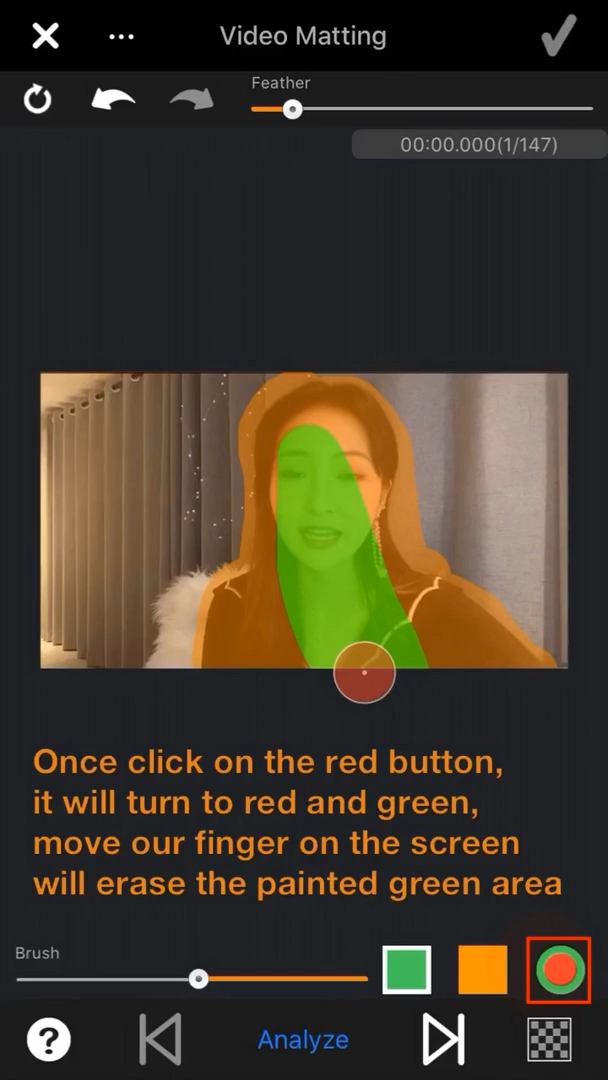 Video Matting
Feather
00:00.000(1/147)
Once click on the red button,
it will turn to red and green,
move our finger on the screen
will erase the painted green area
Brush
?
Analyze